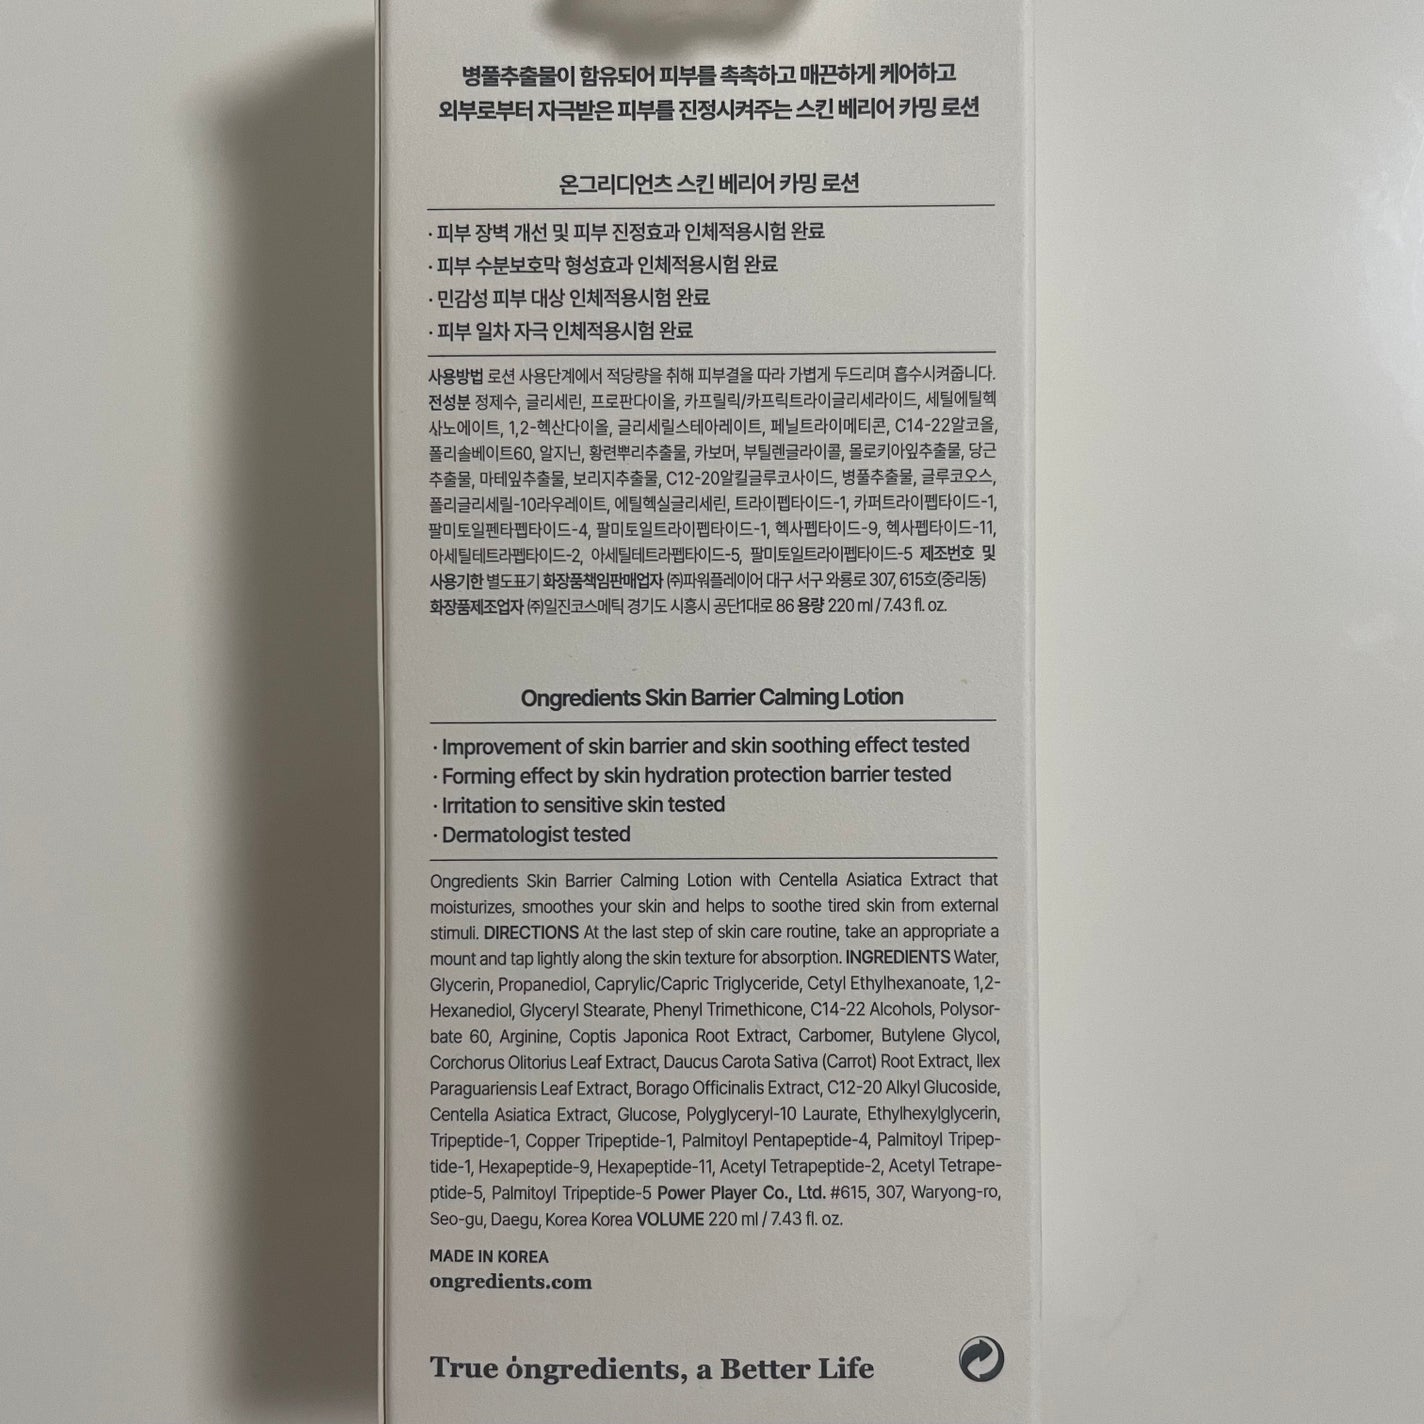 병풀추출물이 함유되어 피부를 촉촉하고 매끈하게 케어하고
외부로부터 자극받은 피부를 진정시켜주는 스킨 베리어 카밍 로션
온그리디언츠 스킨 베리어 카밍 로션
· 피부 장벽 개선 및 피부 진정효과 인체적용시험 완료
· 피부 수분보호막 형성효과 인체적용시험 완료
· 민감성 피부 대상 인체적용시험 완료
· 피부 일차 자극 인체적용시험 완료
사용방법 로션 사용단계에서 적당량을 취해 피부결을 따라 가볍게 두드리며 흡수시켜줍니다.
전성분 정제수, 글리세린, 프로판다이올, 카프릴릭/카프릭트라이글리세라이드, 세틸에틸헥
사노에이트, 1,2-헥산다이올, 글리세릴스테아레이트, 페닐트라이메티콘, C14-22알코올,
폴리솔베이트60, 알지닌, 황련뿌리추출물, 카보머, 부틸렌글라이콜, 몰로키아잎추출물, 당근
추출물, 마테잎추출물, 보리지추출물, C12-20알킬글루코사이드, 병풀추출물, 글루코오스,
폴리글리세릴-10라우레이트, 에틸헥실글리세린, 트라이펩타이드-1, 카퍼트라이펩타이드-1,
팔미토일펜타펩타이드-4, 팔미토일트라이펩타이드-1, 헥사펩타이드-9, 헥사펩타이드-11,
아세틸테트라펩타이드-2, 아세틸테트라펩타이드-5, 팔미토일트라이펩타이드-5 제조번호 및
사용기한 별도표기 화장품책임판매업자 ㈜파워플레이어 대구 서구 와룡로 307, 615호(중리동)
화장품제조업자 ㈜일진코스메틱 경기도 시흥시 공단1대로 86 용량 220 ml / 7.43 fl. oz.
Ongredients Skin Barrier Calming Lotion
· Improvement of skin barrier and skin soothing effect tested
· Forming effect by skin hydration protection barrier tested
· Irritation to sensitive skin tested
· Dermatologist tested
Ongredients Skin Barrier Calming Lotion with Centella Asiatica Extract that
moisturizes, smoothes your skin and helps to soothe tired skin from external
stimuli. DIRECTIONS At the last step of skin care routine, take an appropriate a
mount and tap lightly along the skin texture for absorption. INGREDIENTS Water,
Glycerin, Propanediol, Caprylic/Capric Triglyceride, Cetyl Ethylhexanoate, 1,2-
Hexanediol, Glyceryl Stearate, Phenyl Trimethicone, C14-22 Alcohols, Polysor-
bate 60, Arginine, Coptis Japonica Root Extract, Carbomer, Butylene Glycol,
Corchorus Olitorius Leaf Extract, Daucus Carota Sativa (Carrot) Root Extract, Ilex
Paraguariensis Leaf Extract, Borago Officinalis Extract, C12-20 Alkyl Glucoside,
Centella Asiatica Extract, Glucose, Polyglyceryl-10 Laurate, Ethylhexylglycerin,
Tripeptide-1, Copper Tripeptide-1, Palmitoyl Pentapeptide-4, Palmitoyl Tripep-
tide-1, Hexapeptide-9, Hexapeptide-11, Acetyl Tetrapeptide-2, Acetyl Tetrape-
ptide-5, Palmitoyl Tripeptide-5 Power Player Co., Ltd. #615, 307, Waryong-ro,
Seo-gu, Daegu, Korea Korea VOLUME 220 ml / 7.43 fl. oz.
MADE IN KOREA
ongredients.com
True ongredients, a Better Life